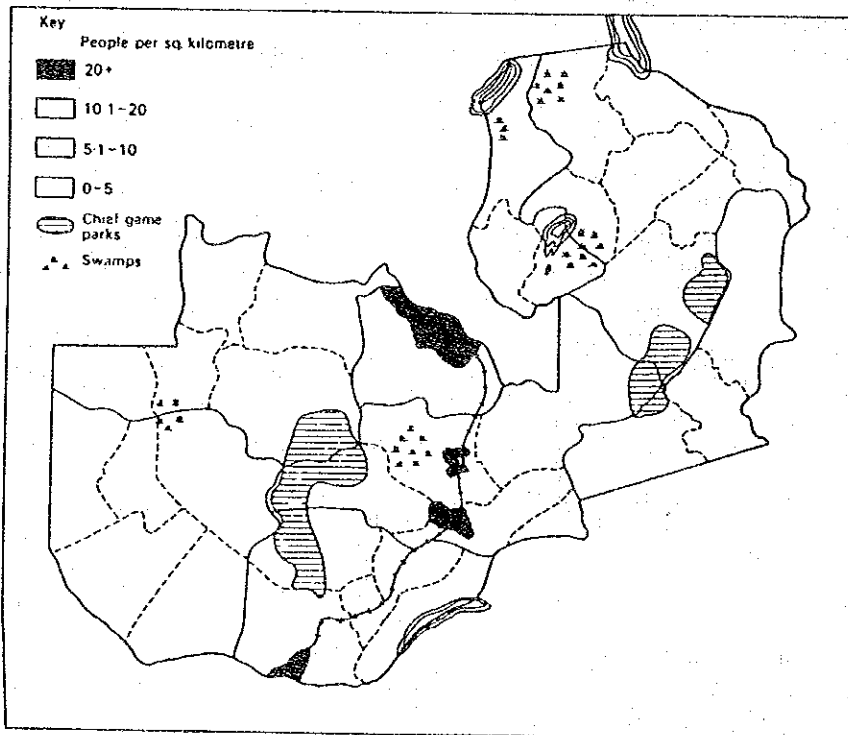 Key
People per sq. kilometre
20+
10 1-20
5·1-10
0-5
Chief game
parks
Swamps